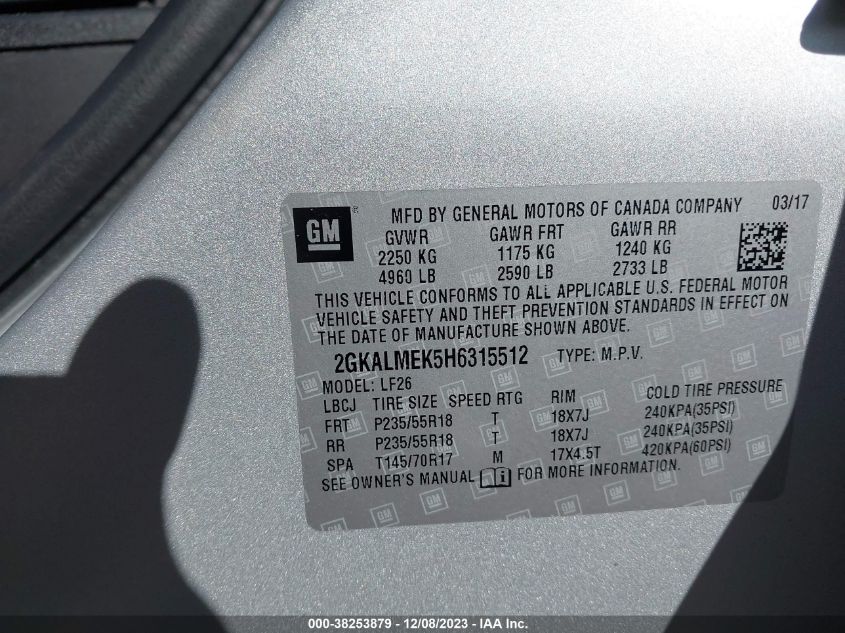 GM
MFD BY GENERAL MOTORS OF CANADA COMPANY 03/17
GVWR GAWR FRT GAWR RR
2250 KG 1175 KG 1240 KG
4960 LB 2590 LB 2733 LB
THIS VEHICLE CONFORMS TO ALL APPLICABLE U.S. FEDERAL MOTOR
VEHICLE SAFETY AND THEFT PREVENTION STANDARDS IN EFFECT ON
THE DATE OF MANUFACTURE SHOWN ABOVE.
2GKALMEK5H6315512 TYPE: M.P.V.
MODEL: LF26
LBCJ TIRE SIZE SPEED RTG RIM COLD TIRE PRESSURE
FRT P235/55R18 T 18X7J 240KPA(35PSI)
RR P235/55R18 T 18X7J 240KPA(35PSI)
SPA T145/70R17 M 17X4.5T 420KPA(60PSI)
SEE OWNER'S MANUAL FOR MORE INFORMATION.
000-38253879 - 12/08/2023 - IAA Inc.